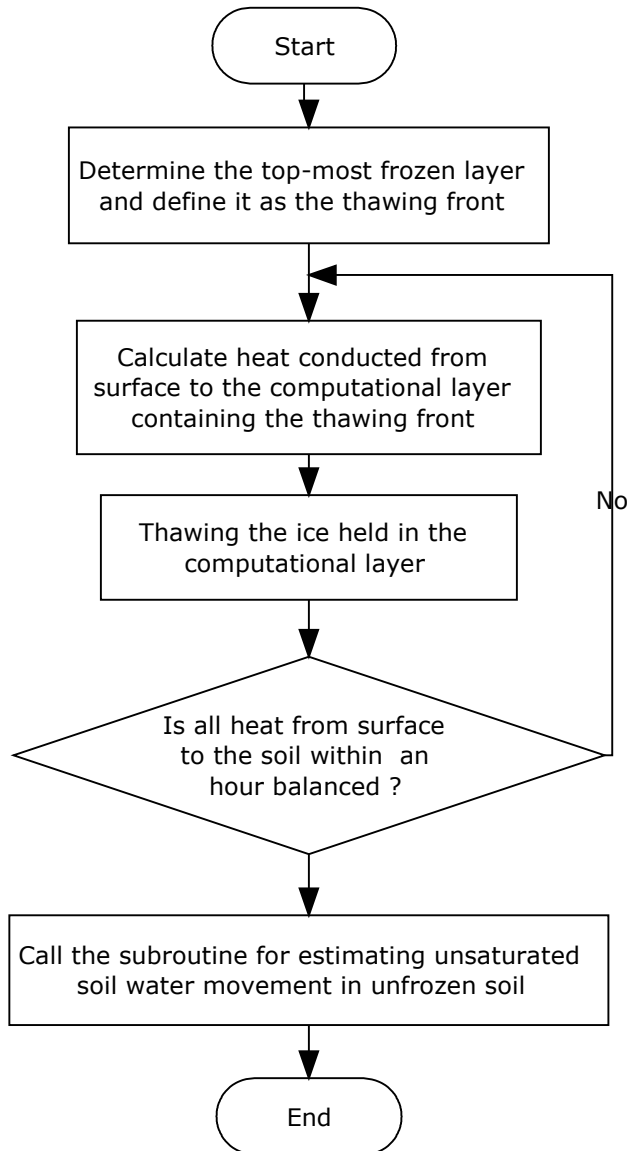 Start
Determine the top-most frozen layer
and define it as the thawing front
Calculate heat conducted from
surface to the computational layer
containing the thawing front
Thawing the ice held in the
computational layer
No
Is all heat from surface
to the soil within  an
hour balanced ?
Call the subroutine for estimating unsaturated
soil water movement in unfrozen soil
End